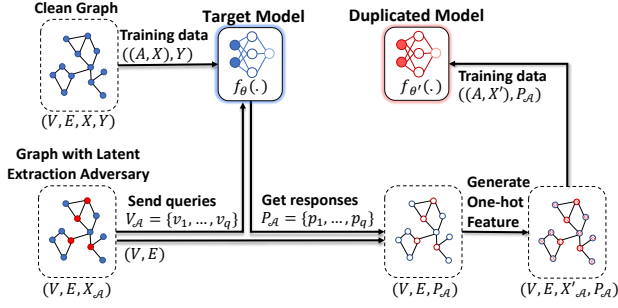 Clean Graph
Target Model
Duplicated Model
Training data
((A, X), Y)
f_θ(.)
f_θ′(.)
Training data
((A, X′), P_𝒜)
(V, E, X, Y)
Graph with Latent
Extraction Adversary
Send queries
V_𝒜 = {v_1, …, v_q}
Get responses
P_𝒜 = {p_1, …, p_q}
Generate
One-hot
Feature
(V, E)
(V, E, X_𝒜)
(V, E, P_𝒜)
(V, E, X′_𝒜, P_𝒜)